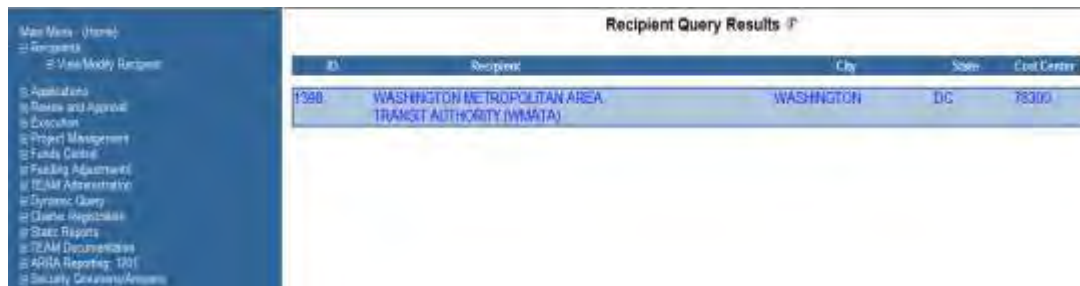 Main Menu - (Home)
Recipients
View/Modify Recipient
Applications
Review and Approval
Execution
Project Management
Funds Control
Funding Adjustments
TEAM Administration
Dynamic Query
Charter Registration
Static Reports
TEAM Documentation
ARRA Reporting: 1201
Security
Recipient Query Results
ID Recipient City State Cost Center
WASHINGTON METROPOLITAN AREA WASHINGTON DC 78300
TRANSIT AUTHORITY (WMATA)